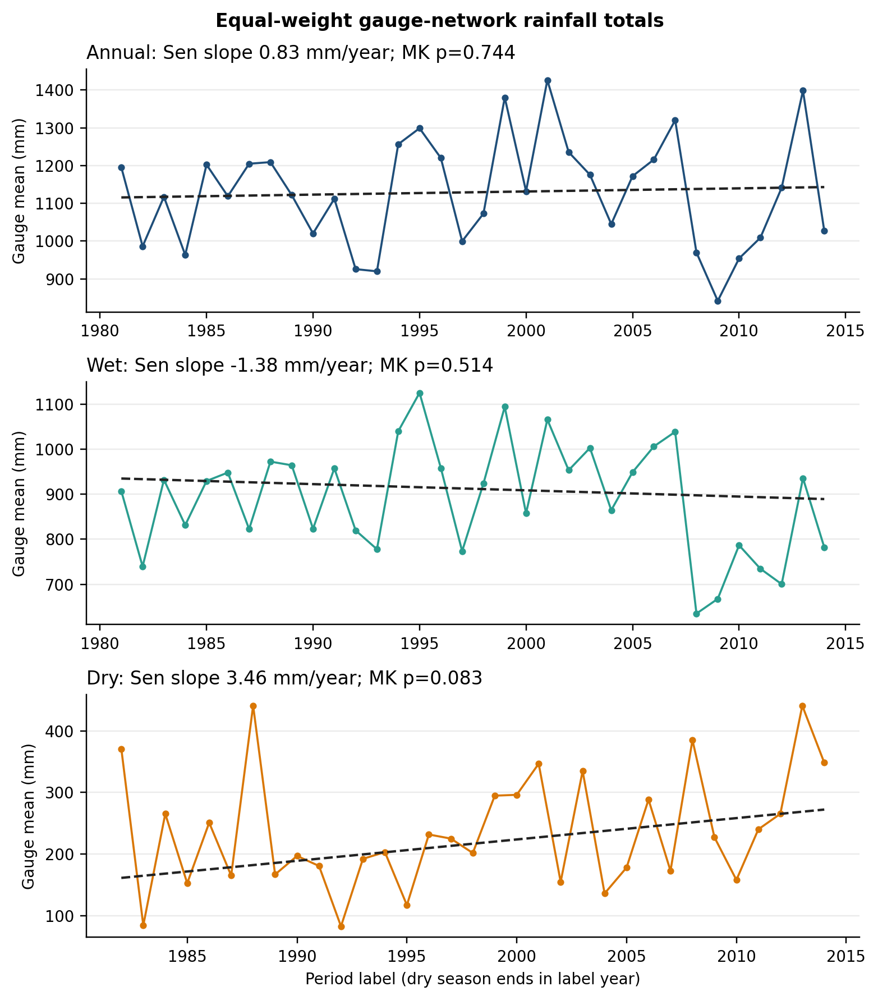 Equal-weight gauge-network rainfall totals
Annual: Sen slope 0.83 mm/year; MK p=0.744
Gauge mean (mm)
1400
1300
1200
1100
1000
900
1980 1985 1990 1995 2000 2005 2010 2015
Wet: Sen slope -1.38 mm/year; MK p=0.514
Gauge mean (mm)
1100
1000
900
800
700
1980 1985 1990 1995 2000 2005 2010 2015
Dry: Sen slope 3.46 mm/year; MK p=0.083
Gauge mean (mm)
400
300
200
100
1985 1990 1995 2000 2005 2010 2015
Period label (dry season ends in label year)